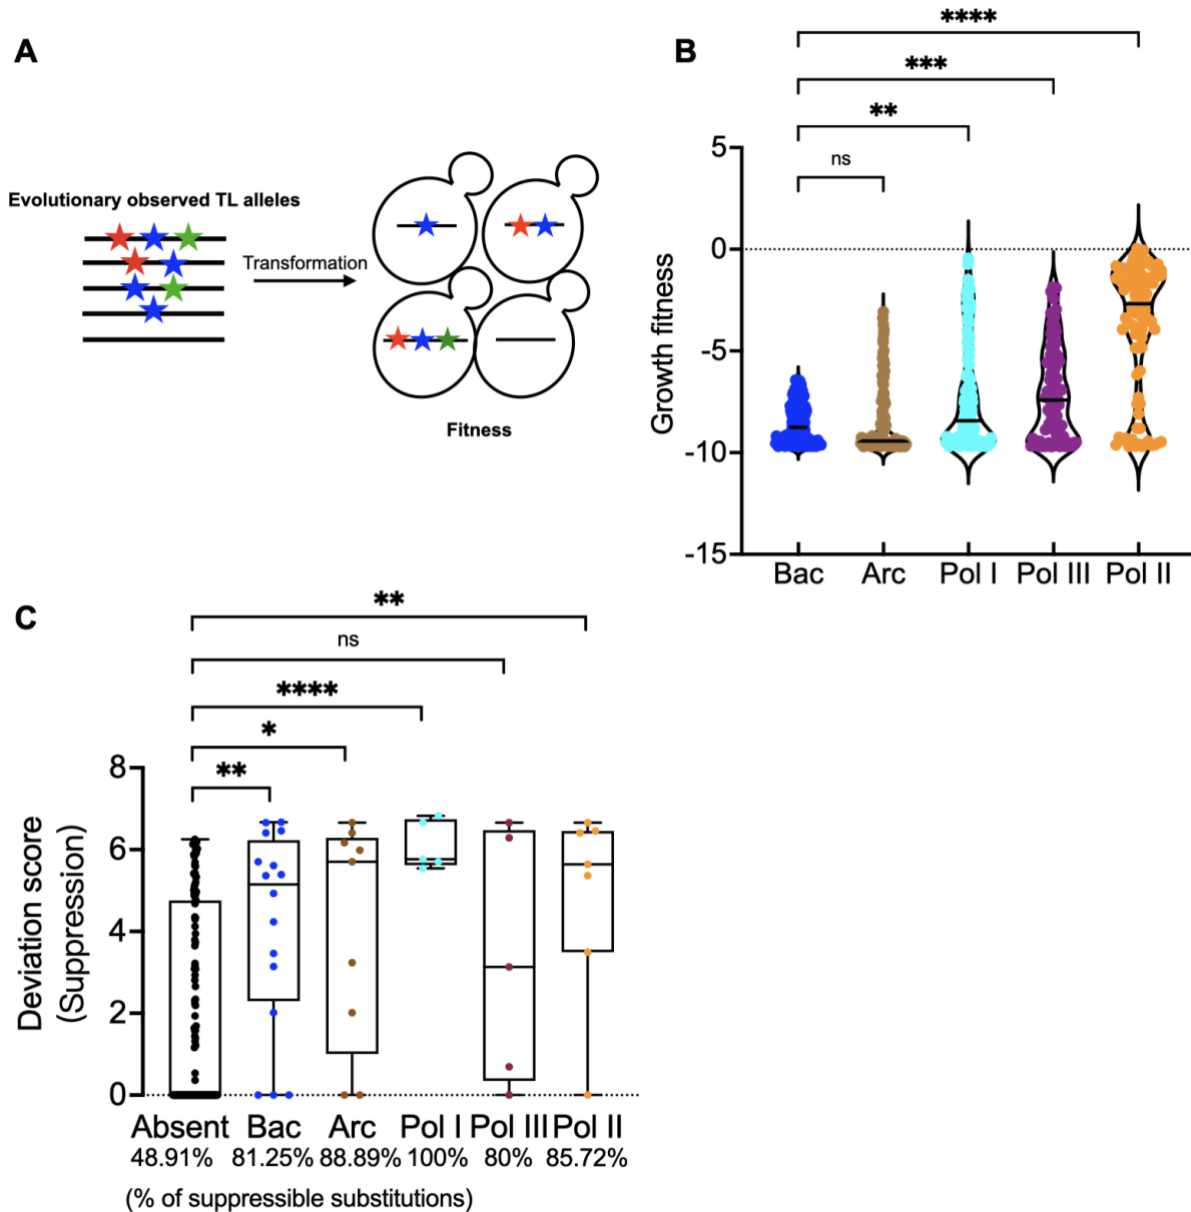 A
Evolutionary observed TL alleles
Transformation
Fitness
B
****
***
**
ns
Growth fitness
5
0
-5
-10
-15
Bac Arc Pol I Pol III Pol II
C
**
ns
****
*
**
Deviation score
(Suppression)
8
6
4
2
0
Absent Bac Arc Pol I Pol III Pol II
48.91% 81.25% 88.89% 100% 80% 85.72%
(% of suppressible substitutions)